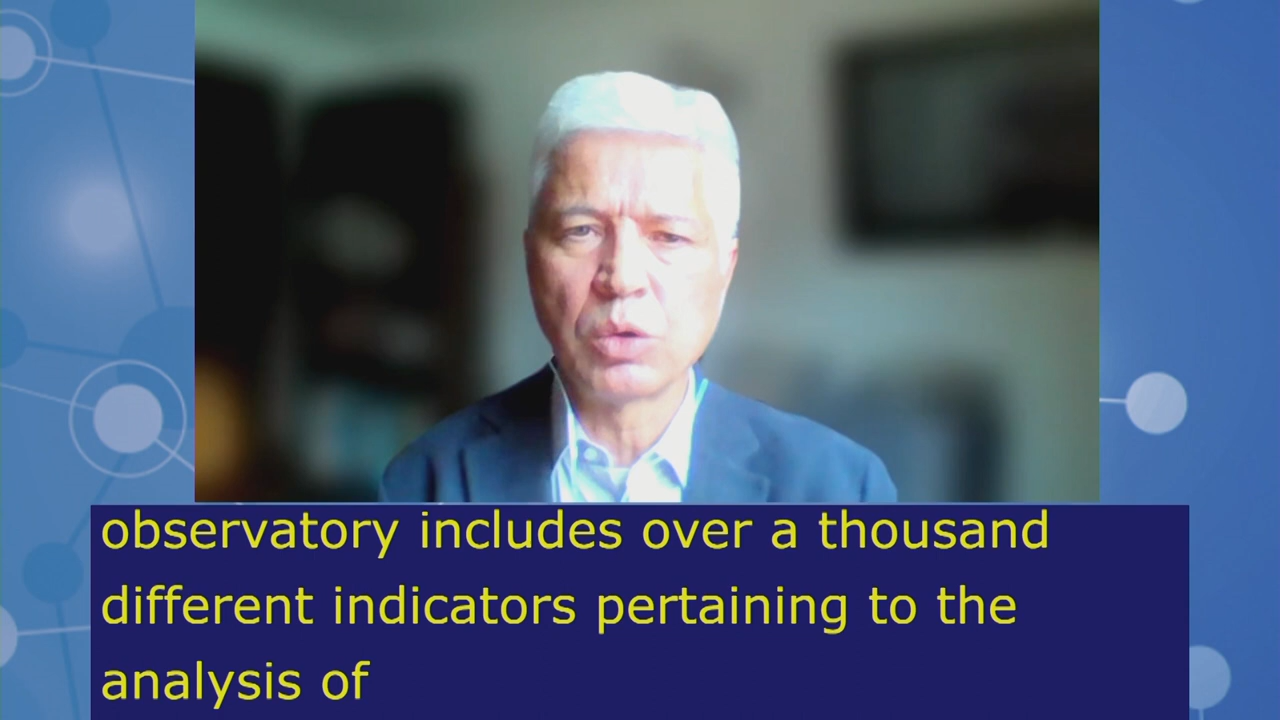 observatory includes over a thousand
different indicators pertaining to the
analysis of